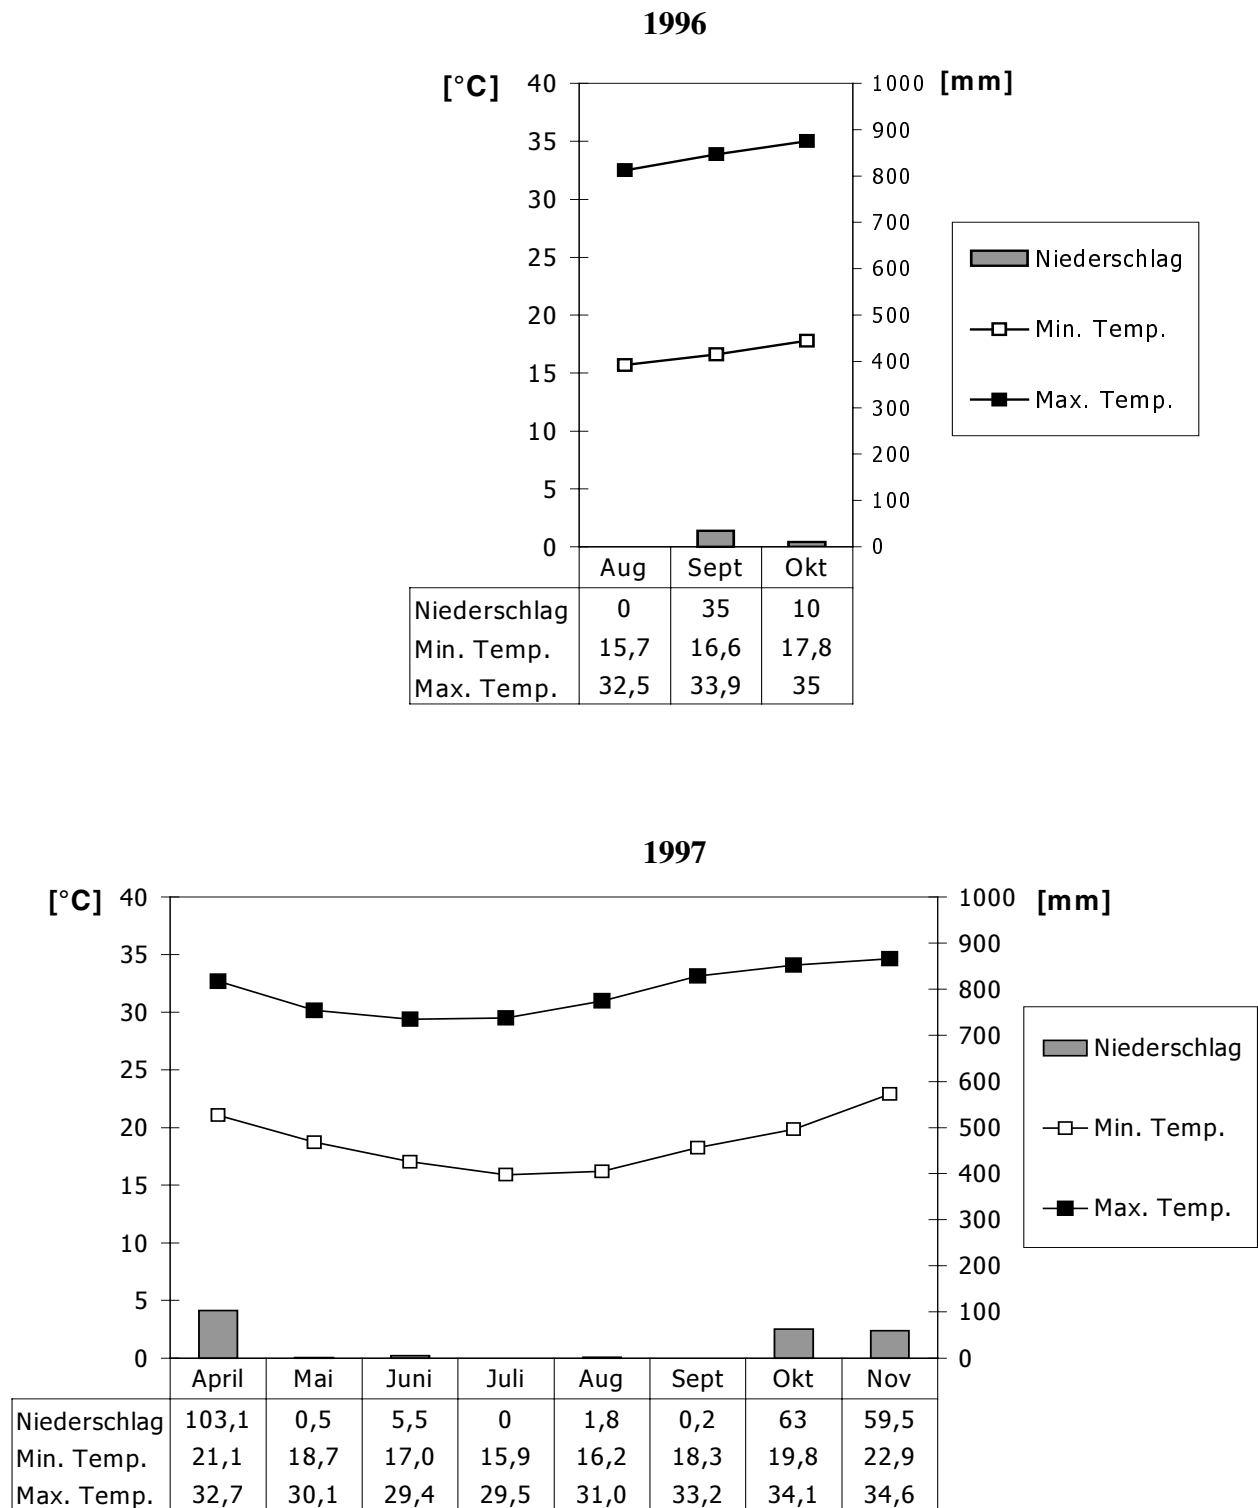 1996
[°C] 40 1000 [mm]
900
35
800
30
700
25
600
20 500
400
15
300
10
200
5
100
0 0
Niederschlag
Min. Temp.
Max. Temp.
Aug Sept Okt
Niederschlag 0 35 10
Min. Temp. 15,7 16,6 17,8
Max. Temp. 32,5 33,9 35
1997
[°C] 40 1000 [mm]
900
35
800
30
700
25
600
20 500
400
15
300
10
200
5
100
0 0
Niederschlag
Min. Temp.
Max. Temp.
April Mai Juni Juli Aug Sept Okt Nov
Niederschlag 103,1 0,5 5,5 0 1,8 0,2 63 59,5
Min. Temp. 21,1 18,7 17,0 15,9 16,2 18,3 19,8 22,9
Max. Temp. 32,7 30,1 29,4 29,5 31,0 33,2 34,1 34,6